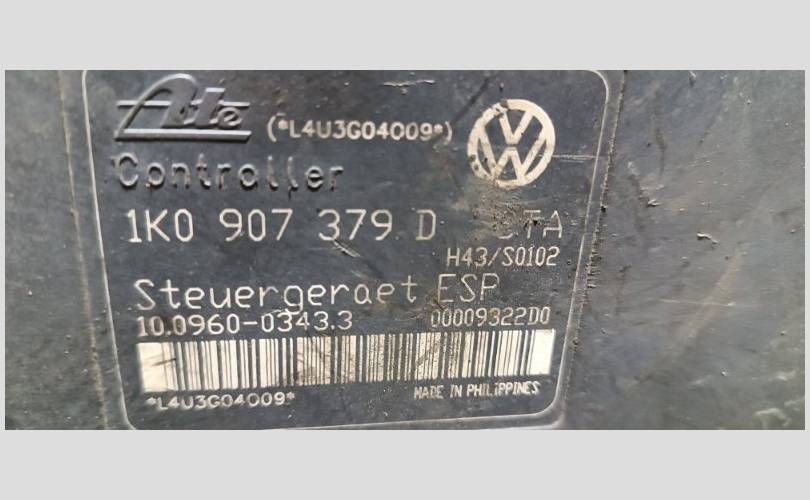 Ate (*L4U3G04009*)
Controller
1K0 907 379 D
H43/S0102
Steuergeraet ESP
10.0960-0343.3 00009322D0
*L4U3G04009* MADE IN PHILIPPINES